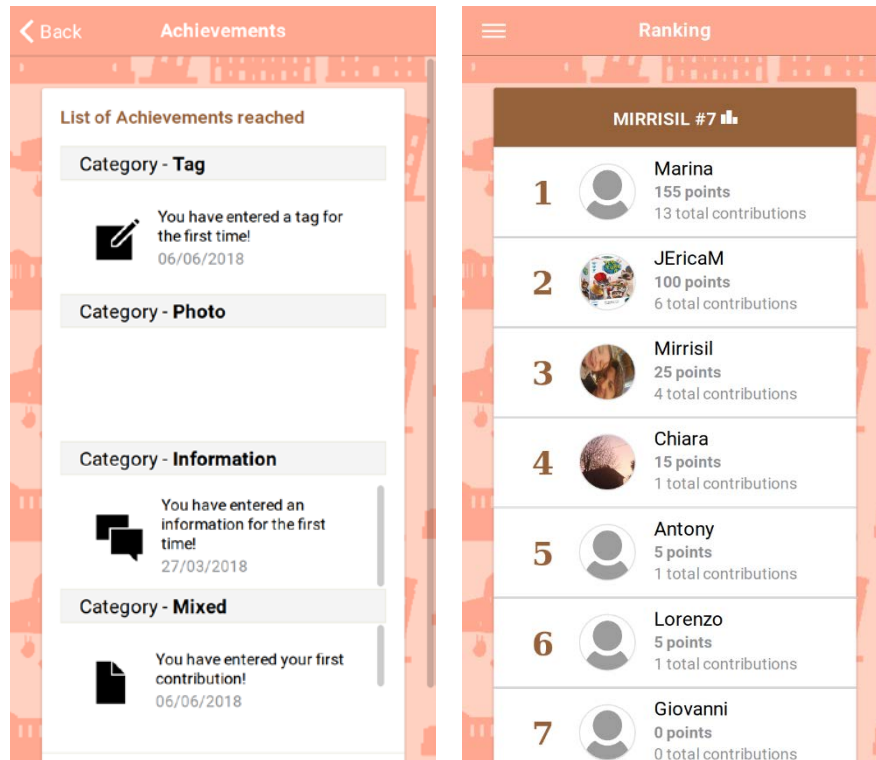 Back
Achievements
List of Achievements reached
Category - Tag
You have entered a tag for
the first time!
06/06/2018
Category - Photo
Category - Information
You have entered an
information for the first
time!
27/03/2018
Category - Mixed
You have entered your first
contribution!
06/06/2018
Ranking
MIRRISIL #7
1
Marina
155 points
13 total contributions
2
JEricaM
100 points
6 total contributions
3
Mirrisil
25 points
4 total contributions
4
Chiara
15 points
1 total contributions
5
Antony
5 points
1 total contributions
6
Lorenzo
5 points
1 total contributions
7
Giovanni
0 points
0 total contributions